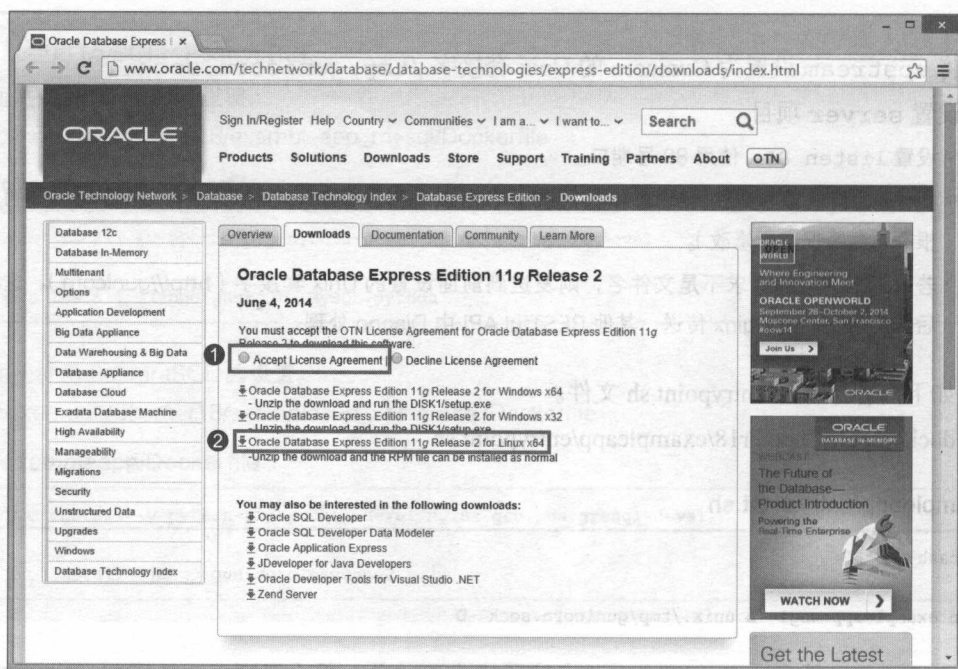 Oracle Database Express I
www.oracle.com/technetwork/database/database-technologies/express-edition/downloads/index.html
ORACLE
Sign In/Register Help Country Communities I am a... I want to... Search
Products Solutions Downloads Store Support Training Partners About OTN
Oracle Technology Network > Database > Database Technology Index > Database Express Edition > Downloads
Database 12c
Database In-Memory
Multitenant
Options
Application Development
Big Data Appliance
Data Warehousing & Big Data
Database Appliance
Database Cloud
Exadata Database Machine
High Availability
Manageability
Migrations
Security
Unstructured Data
Upgrades
Windows
Database Technology Index
Overview Downloads Documentation Community Learn More
Oracle Database Express Edition 11g Release 2
June 4, 2014
You must accept the OTN License Agreement for Oracle Database Express Edition 11g
Release 2 to download this software.
1 Accept License Agreement | Decline License Agreement
Oracle Database Express Edition 11g Release 2 for Windows x64
- Unzip the download and run the DISK1/setup.exe
Oracle Database Express Edition 11g Release 2 for Windows x32
- Unzip the download and run the DISK1/setup.exe
2 Oracle Database Express Edition 11g Release 2 for Linux x64
-Unzip the download and the RPM file can be installed as normal
You may also be interested in the following downloads:
Oracle SQL Developer
Oracle SQL Developer Data Modeler
Oracle Application Express
JDeveloper for Java Developers
Oracle Developer Tools for Visual Studio .NET
Zend Server
ORACLE
OPEN
WORLD
Where Engineering
and Innovation Meet
ORACLE OPENWORLD
September 28–October 2, 2014
Moscone Center, San Francisco
#oow14
Join Us
ORACLE
ORACLE
DATABASE IN-MEMORY
WEBCAST
The Future of
the Database—
Product Introduction
Powering the
Real-Time Enterprise
WATCH NOW
Get the Latest